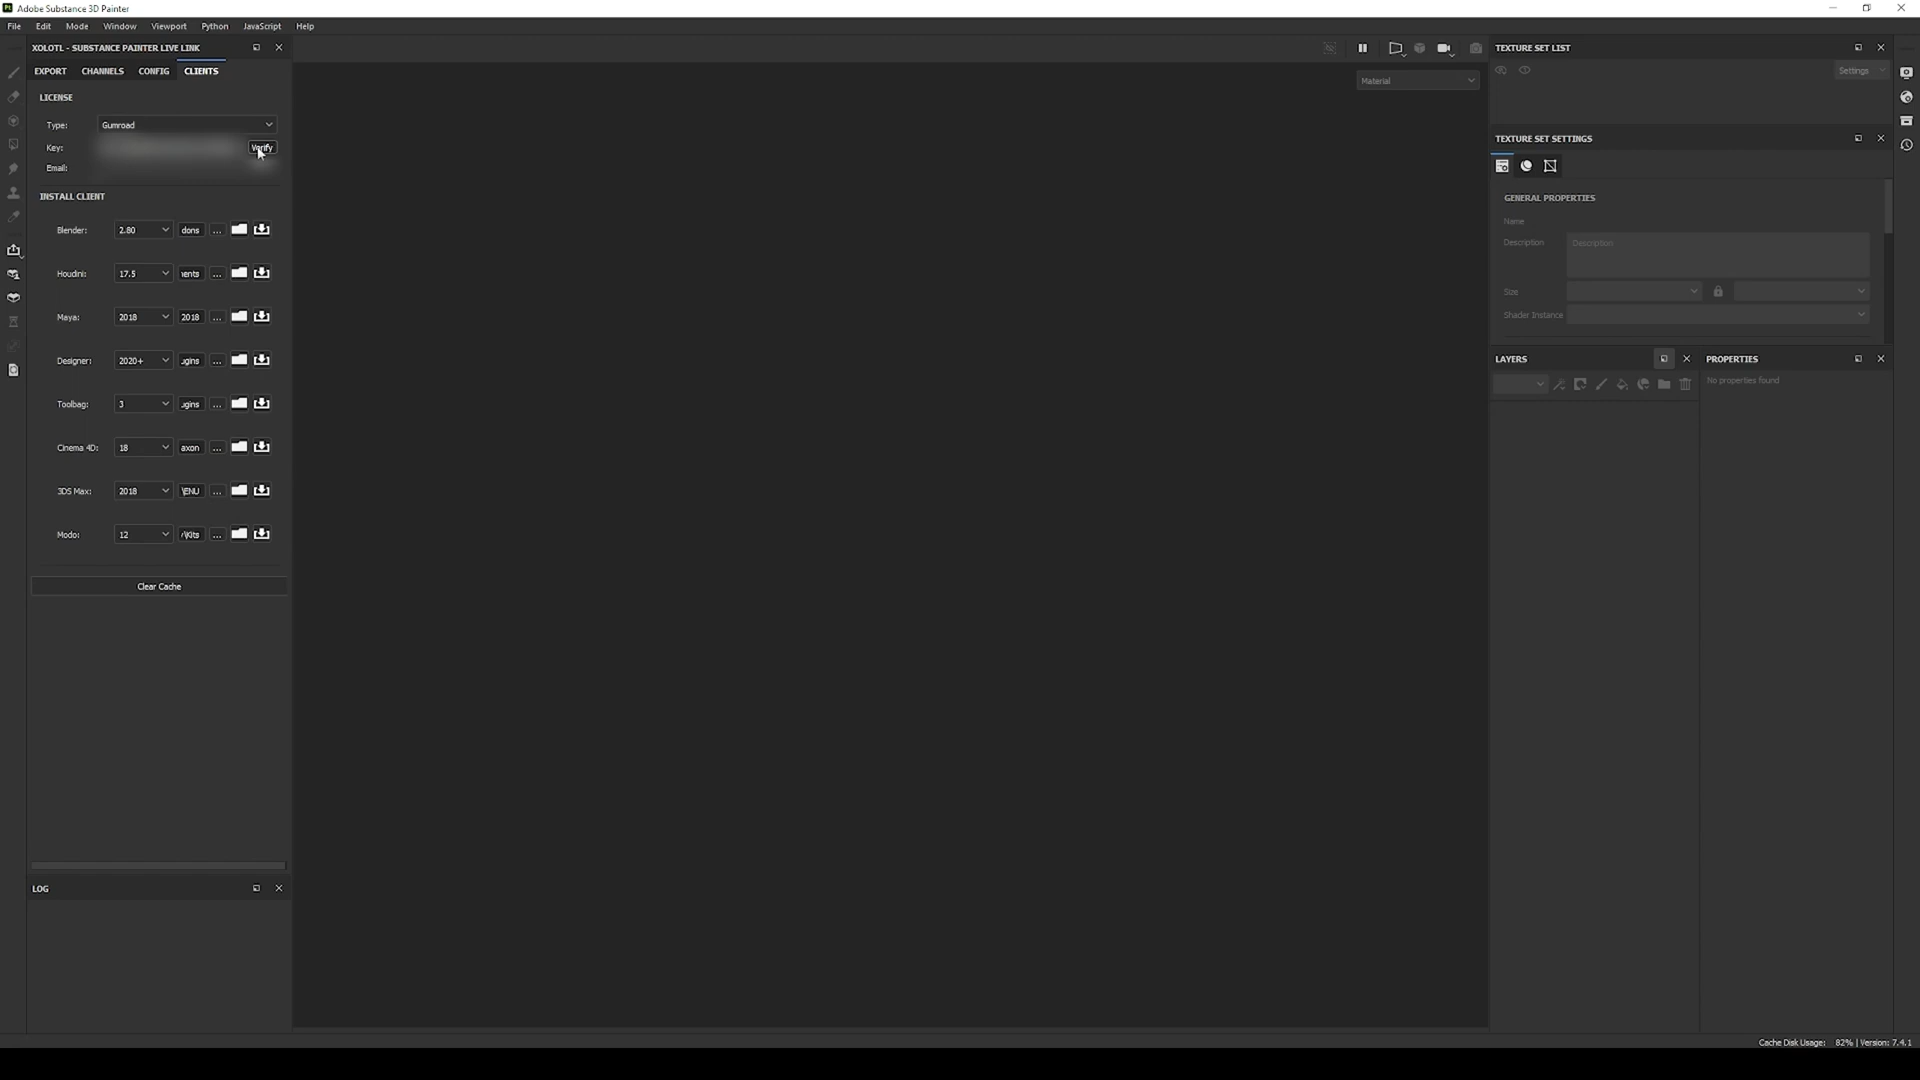 Adobe Substance 3D Painter
File Edit Mode Window Viewport Python JavaScript Help
XOLOTL - SUBSTANCE PAINTER LIVE LINK
EXPORT CHANNELS CONFIG CLIENTS
LICENSE
Type: Gumroad
Key: Verify
Email:
INSTALL CLIENT
Blender: 2.80 dons ...
Houdini: 17.5 ...
Maya: 2018 2018 ...
Designer: 2020+ ...
Toolbag: 3 ...
Cinema 4D: 18 axon ...
3DS Max: 2018 \ENU ...
Modo: 12 \Kits ...
Clear Cache
LOG
Material
TEXTURE SET LIST
Settings
TEXTURE SET SETTINGS
GENERAL PROPERTIES
Name
Description Description
Size
Shader Instance
LAYERS
PROPERTIES
No properties found
Cache Disk Usage: 82% | Version: 7.4.1